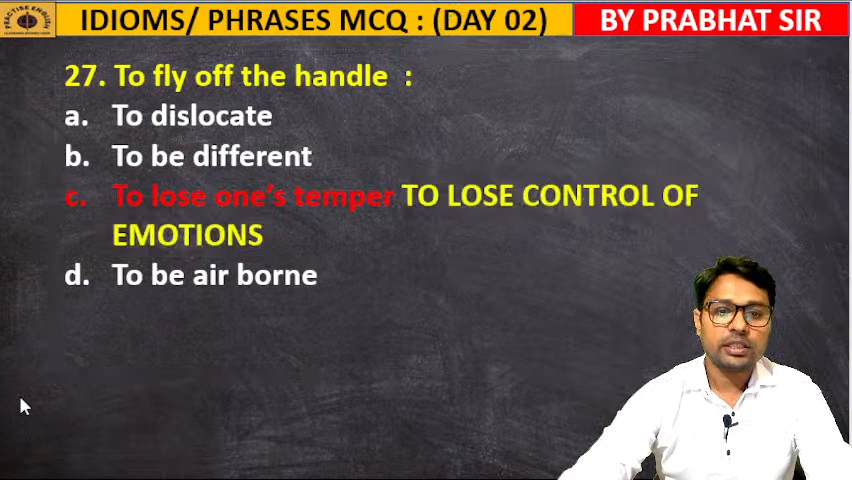 IDIOMS/ PHRASES MCQ : (DAY 02)
BY PRABHAT SIR
27. To fly off the handle :
a. To dislocate
b. To be different
c. To lose one's temper TO LOSE CONTROL OF
EMOTIONS
d. To be air borne